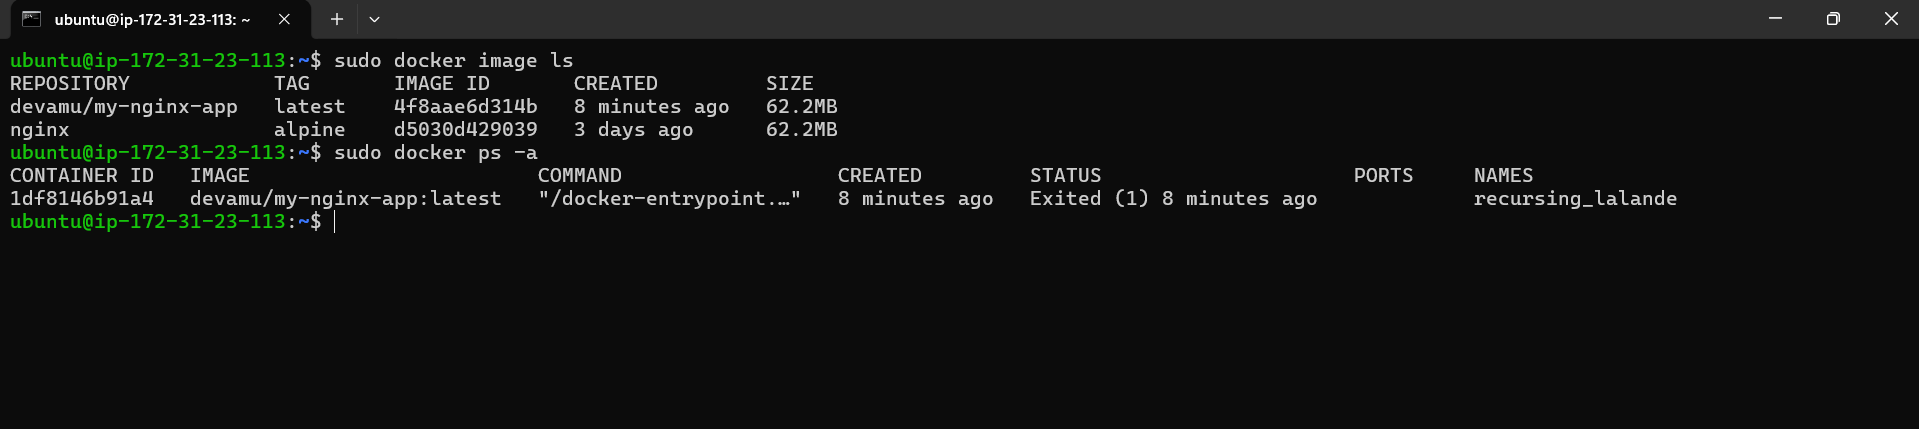 ubuntu@ip-172-31-23-113: ~
ubuntu@ip-172-31-23-113:~$ sudo docker image ls
REPOSITORY            TAG       IMAGE ID       CREATED         SIZE
devamu/my-nginx-app   latest    4f8aae6d314b   8 minutes ago   62.2MB
nginx                 alpine    d5030d429039   3 days ago      62.2MB
ubuntu@ip-172-31-23-113:~$ sudo docker ps -a
CONTAINER ID   IMAGE                        COMMAND                  CREATED         STATUS                     PORTS     NAMES
1df8146b91a4   devamu/my-nginx-app:latest   "/docker-entrypoint.…"   8 minutes ago   Exited (1) 8 minutes ago             recursing_lalande
ubuntu@ip-172-31-23-113:~$